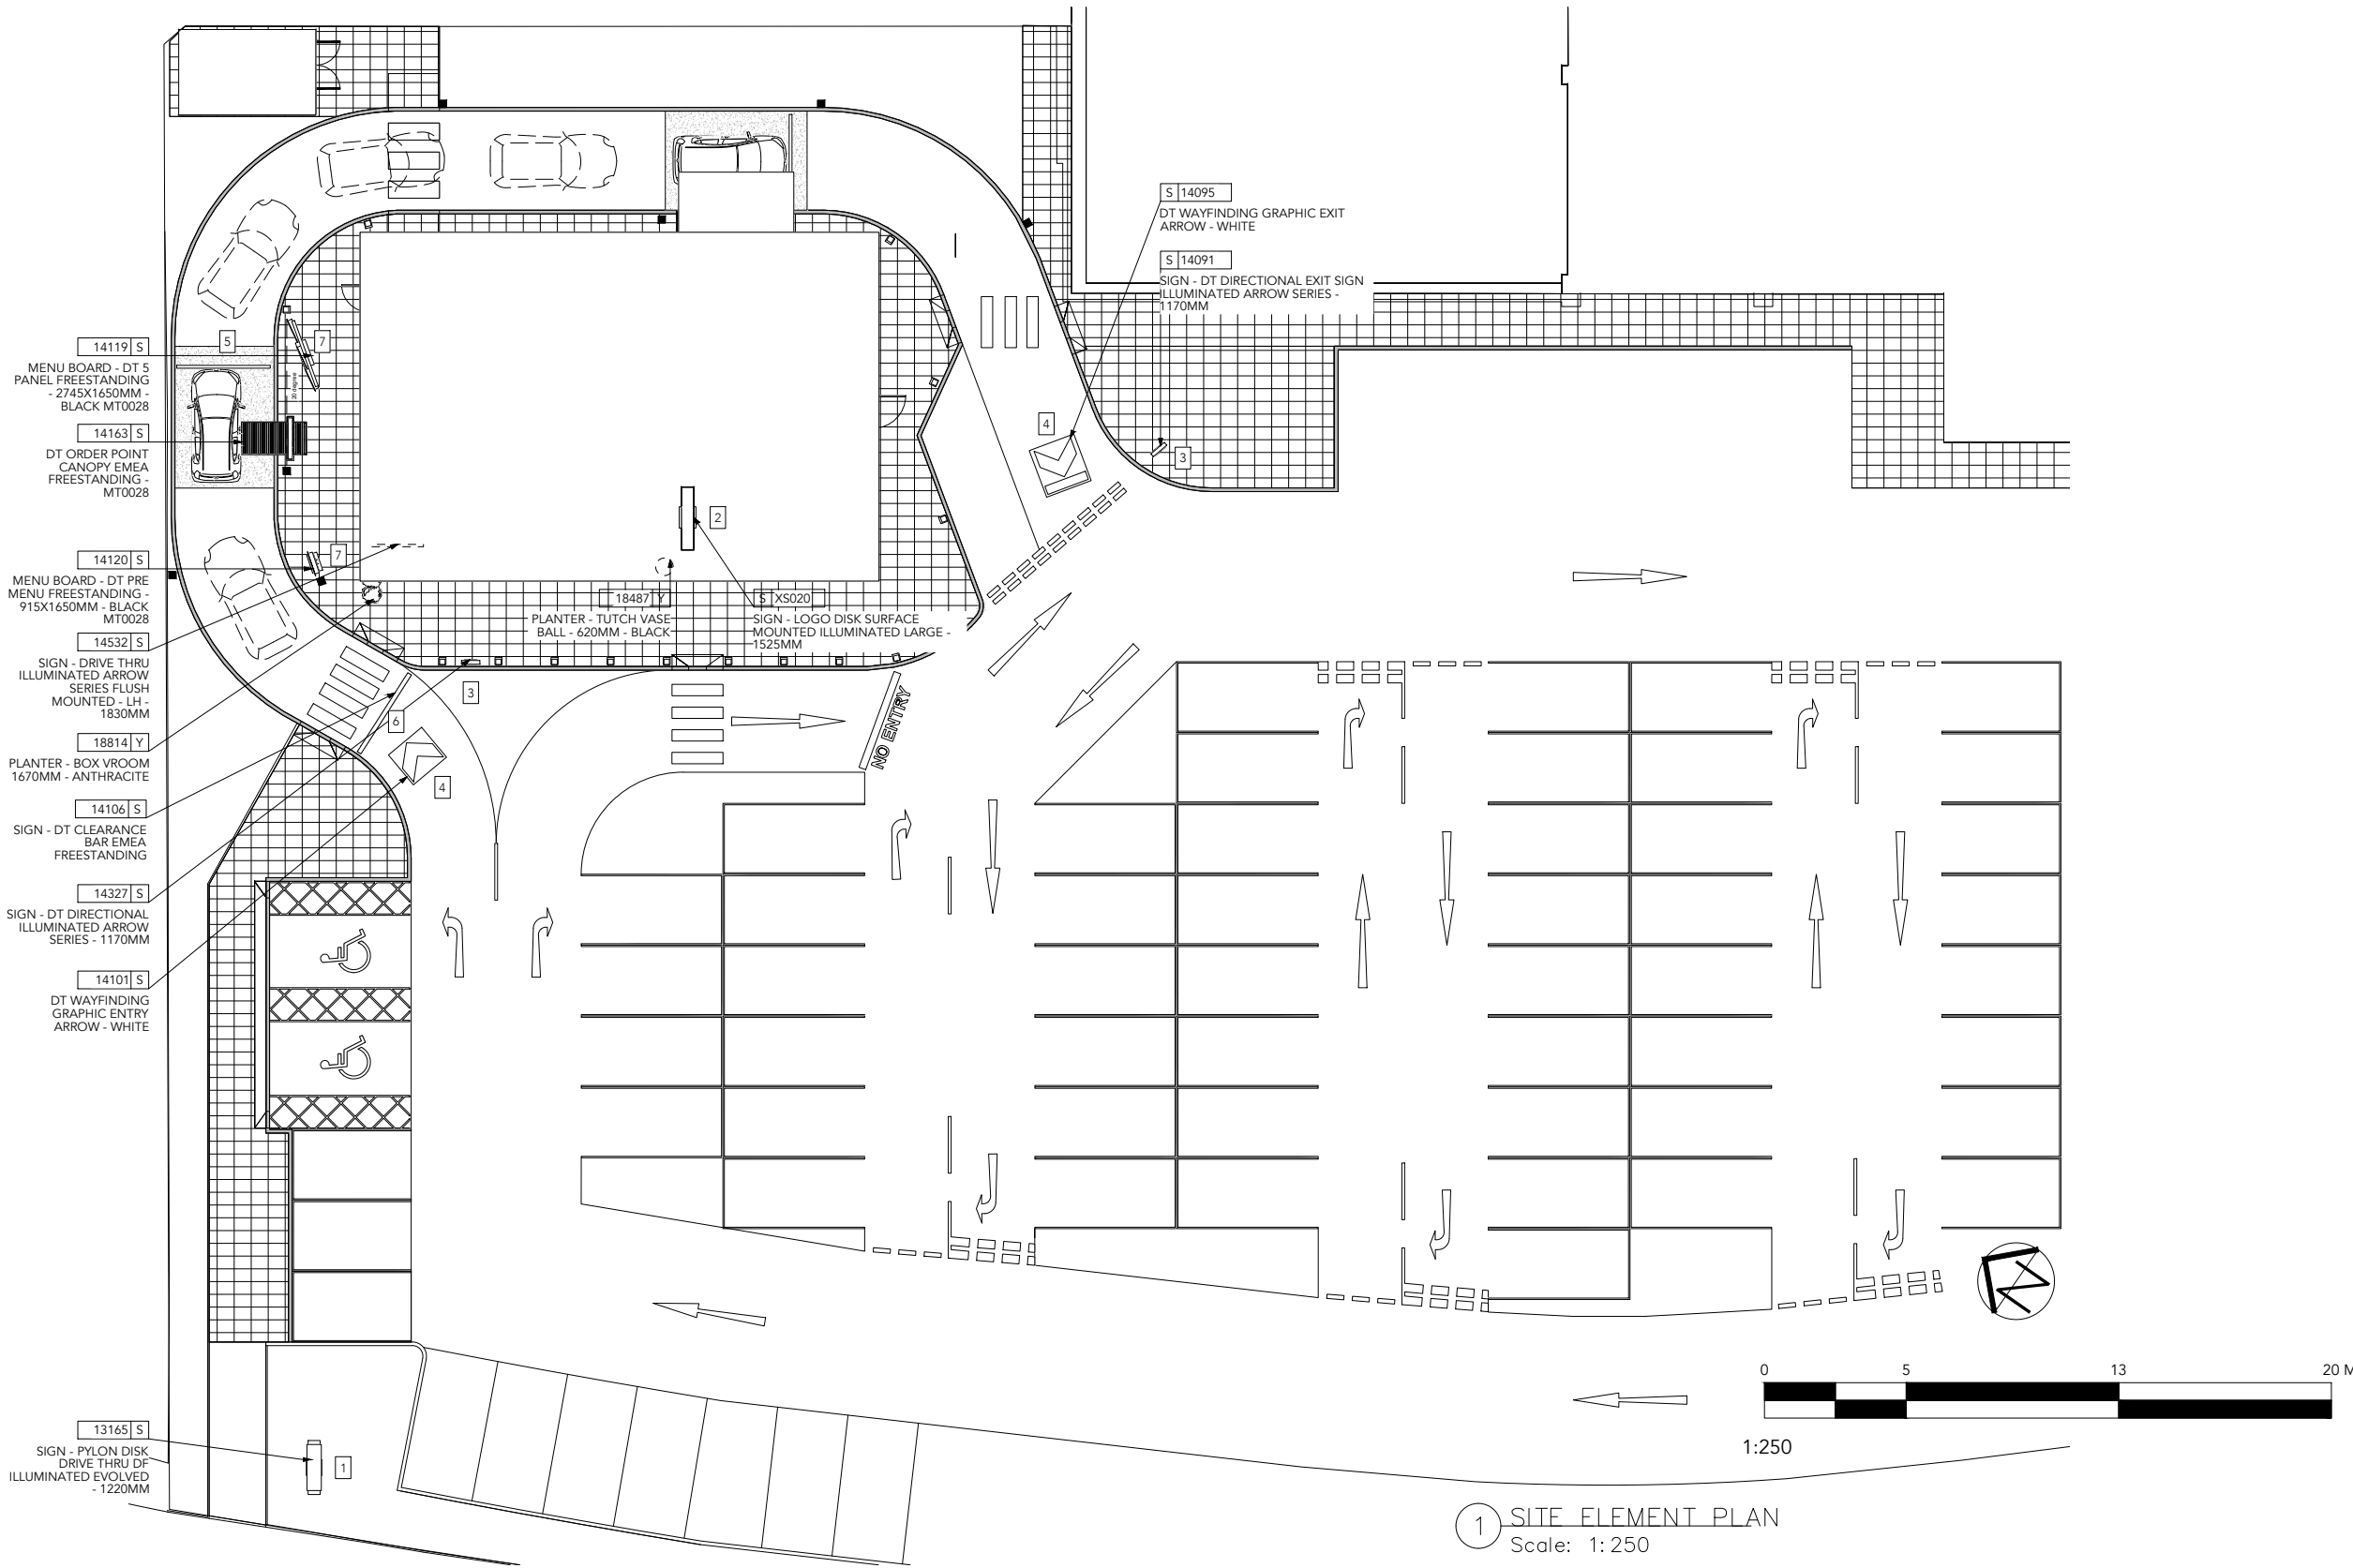 S 14095
DT WAYFINDING GRAPHIC EXIT
ARROW - WHITE
S 14091
SIGN - DT DIRECTIONAL EXIT SIGN
ILLUMINATED ARROW SERIES -
1170MM
14119 S
MENU BOARD - DT 5
PANEL FREESTANDING
- 2745X1650MM -
BLACK MT0028
5
7
20 degree
14163 S
DT ORDER POINT
CANOPY EMEA
FREESTANDING -
MT0028
4
3
2
14120 S
MENU BOARD - DT PRE
MENU FREESTANDING -
915X1650MM - BLACK
MT0028
7
18487 Y
PLANTER - TUTCH VASE
BALL - 620MM - BLACK
S XS020
SIGN - LOGO DISK SURFACE
MOUNTED ILLUMINATED LARGE -
1525MM
14532 S
SIGN - DRIVE THRU
ILLUMINATED ARROW
SERIES FLUSH
MOUNTED - LH -
1830MM
3
6
4
NO ENTRY
18814 Y
PLANTER - BOX VROOM
1670MM - ANTHRACITE
14106 S
SIGN - DT CLEARANCE
BAR EMEA
FREESTANDING
14327 S
SIGN - DT DIRECTIONAL
ILLUMINATED ARROW
SERIES - 1170MM
14101 S
DT WAYFINDING
GRAPHIC ENTRY
ARROW - WHITE
13165 S
SIGN - PYLON DISK
DRIVE THRU DF
ILLUMINATED EVOLVED
- 1220MM
1
N
0 5 13 20 M
1:250
1 SITE ELEMENT PLAN
Scale: 1:250